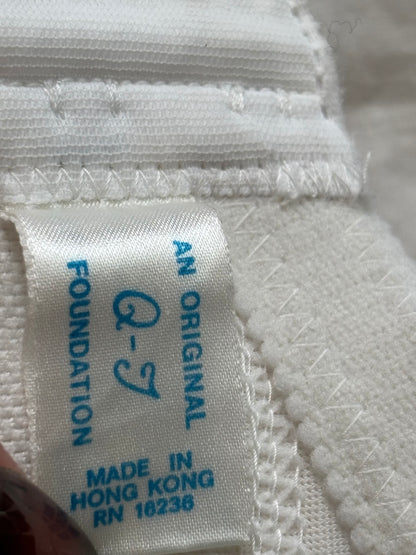 AN ORIGINAL
Q-T
FOUNDATION
MADE IN
HONG KONG
RN 16236